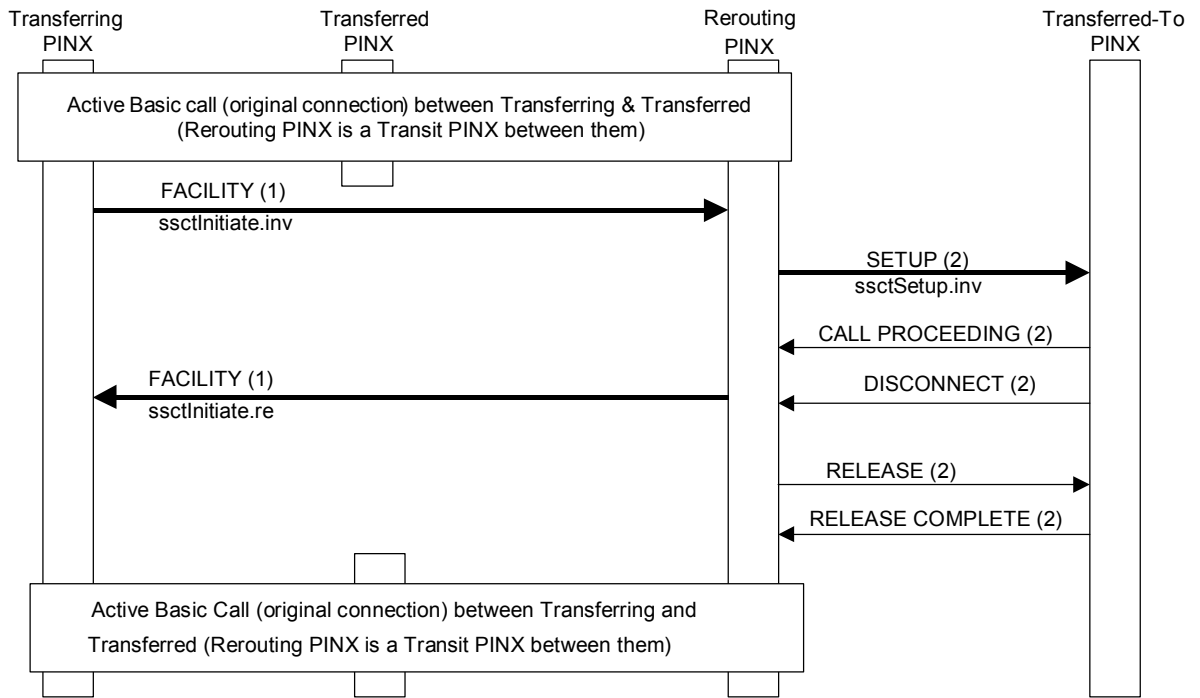 Transferring
PINX
Transferred
PINX
Rerouting
PINX
Transferred-To
PINX
Active Basic call (original connection) between Transferring & Transferred
(Rerouting PINX is a Transit PINX between them)
FACILITY (1)
ssctInitiate.inv
SETUP (2)
ssctSetup.inv
CALL PROCEEDING (2)
FACILITY (1)
ssctInitiate.re
DISCONNECT (2)
RELEASE (2)
RELEASE COMPLETE (2)
Active Basic Call (original connection) between Transferring and
Transferred (Rerouting PINX is a Transit PINX between them)